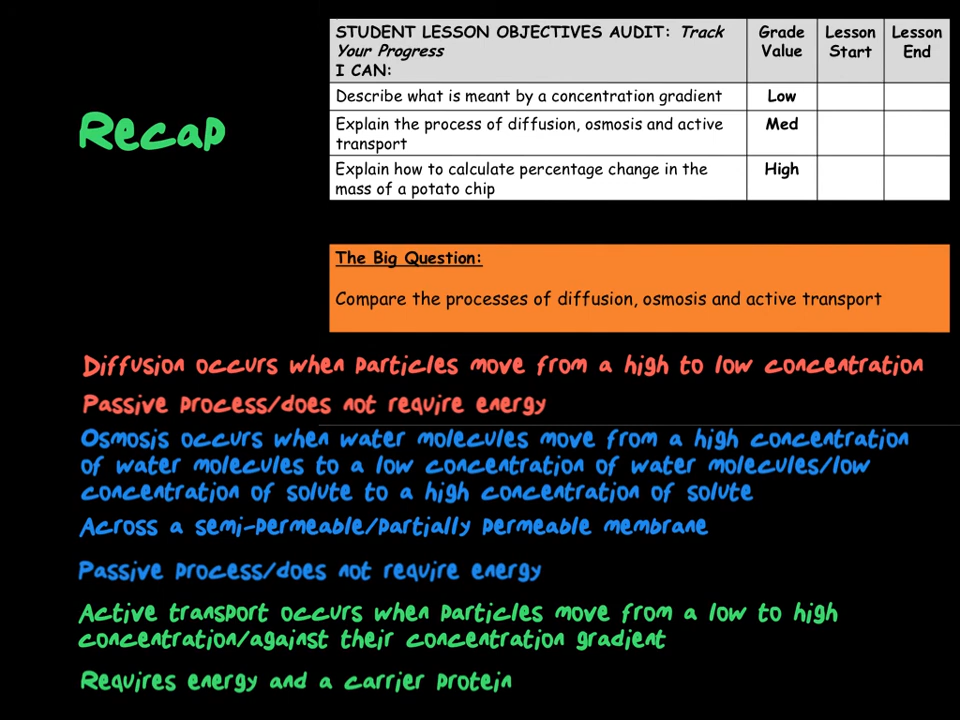 Recap
STUDENT LESSON OBJECTIVES AUDIT: Track
Your Progress
I CAN:
Grade
Value
Lesson
Start
Lesson
End
Describe what is meant by a concentration gradient
Low
Explain the process of diffusion, osmosis and active
transport
Med
Explain how to calculate percentage change in the
mass of a potato chip
High
The Big Question:
Compare the processes of diffusion, osmosis and active transport
Diffusion occurs when particles move from a high to low concentration
Passive process/does not require energy
Osmosis occurs when water molecules move from a high concentration
of water molecules to a low concentration of water molecules/low
concentration of solute to a high concentration of solute
Across a semi-permeable/partially permeable membrane
Passive process/does not require energy
Active transport occurs when particles move from a low to high
concentration/against their concentration gradient
Requires energy and a carrier protein